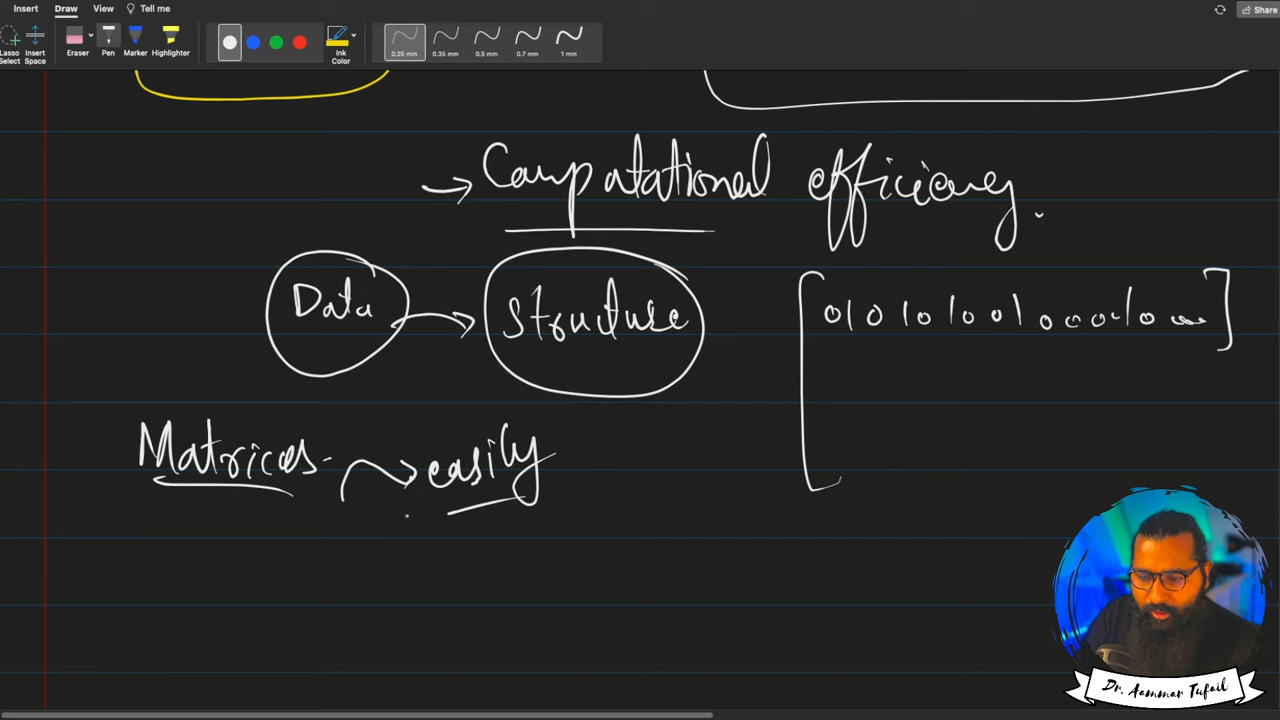 Insert Draw View Tell me Share
Lasso Select Insert Space Eraser Pen Marker Highlighter Ink Color 0.25 mm 0.35 mm 0.5 mm 0.7 mm 1 mm
→ Computational efficiency.
Data → Structure
Matrices → easily
Dr. Aammar Tufail